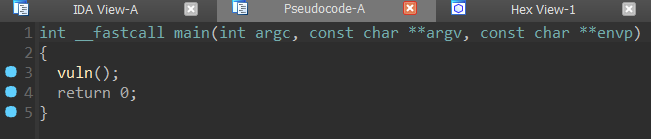 IDA View-A Pseudocode-A Hex View-1
1 int __fastcall main(int argc, const char **argv, const char **envp)
2 {
3   vuln();
4   return 0;
5 }